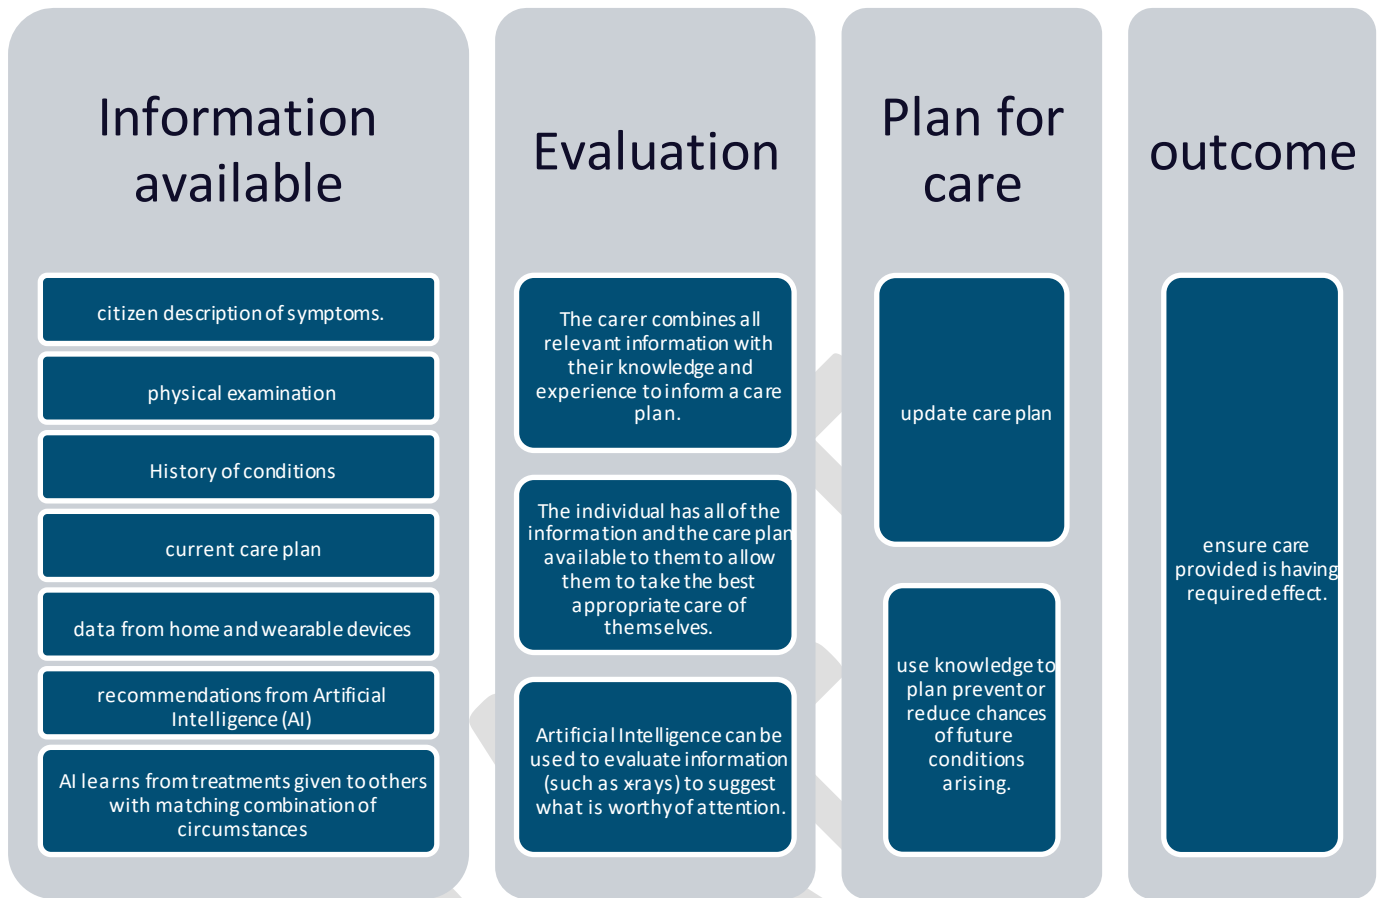 Information
available
citizen description of symptoms.
physical examination
History of conditions
current care plan
data from home and wearable devices
recommendations from Artificial
Intelligence (AI)
AI learns from treatments given to others
with matching combination of
circumstances
Evaluation
The carer combines all
relevant information with
their knowledge and
experience to inform a care
plan.
The individual has all of the
information and the care plan
available to them to allow
them to take the best
appropriate care of
themselves.
Artificial Intelligence can be
used to evaluate information
(such as x-rays) to suggest
what is worthy of attention.
Plan for
care
update care plan
use knowledge to
plan prevent or
reduce chances
of future
conditions
arising.
outcome
ensure care
provided is having
required effect.